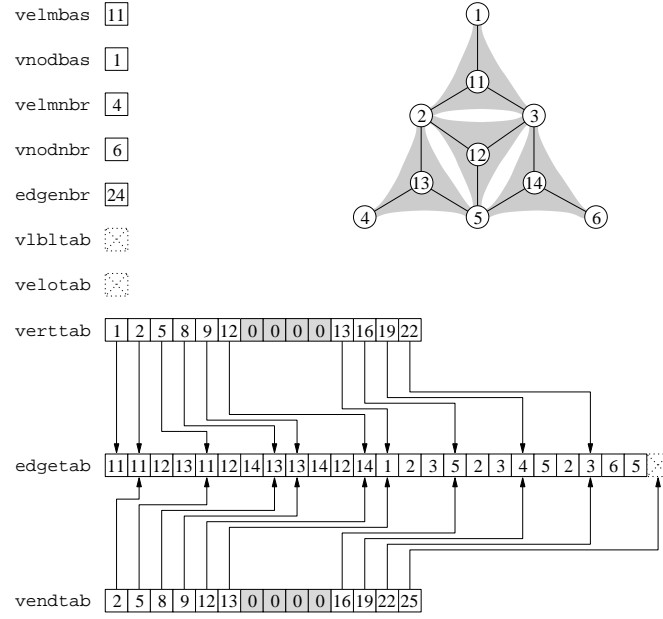 velmbas 11
vnodbas 1
velmnbr 4
vnodnbr 6
edgenbr 24
vlbltab
velotab
1
11
2 3
12
13 14
4 5 6
verttab 1 2 5 8 9 12 0 0 0 0 13 16 19 22
edgetab 11 11 12 13 11 12 14 13 13 14 12 14 1 2 3 5 2 3 4 5 2 3 6 5
vendtab 2 5 8 9 12 13 0 0 0 0 16 19 22 25